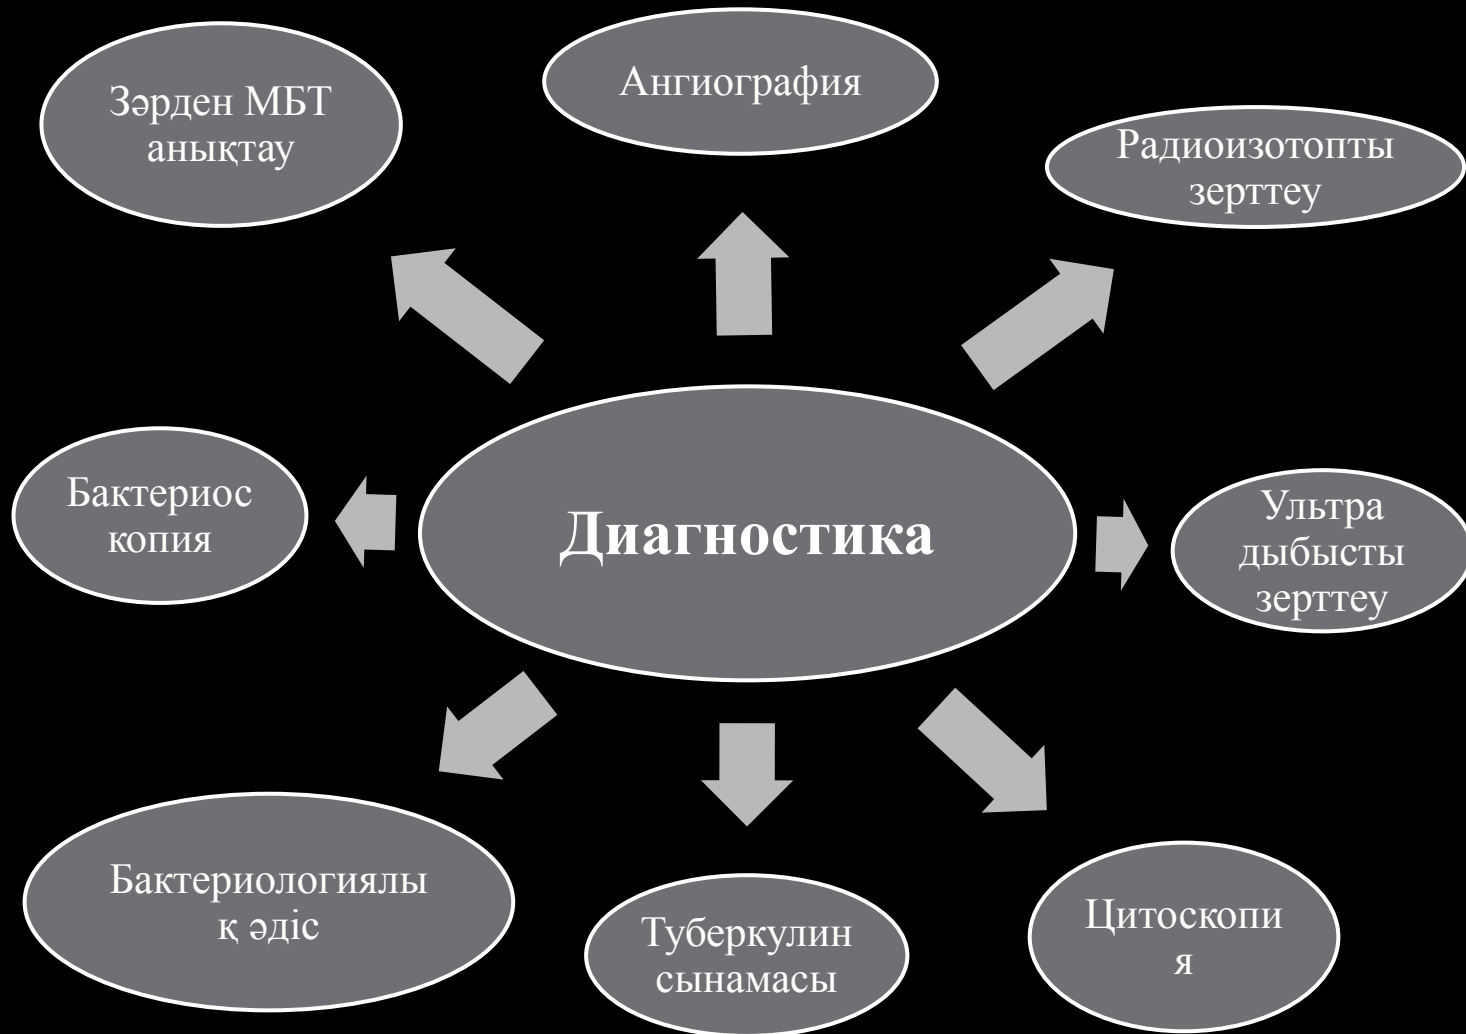 Зәрден МБТ
анықтау
Ангиография
Радиоизотопты
зерттеу
Бактериос
копия
Диагностика
Ультра
дыбысты
зерттеу
Бактериологиялы
қ әдіс
Туберкулин
сынамасы
Цитоскопи
я